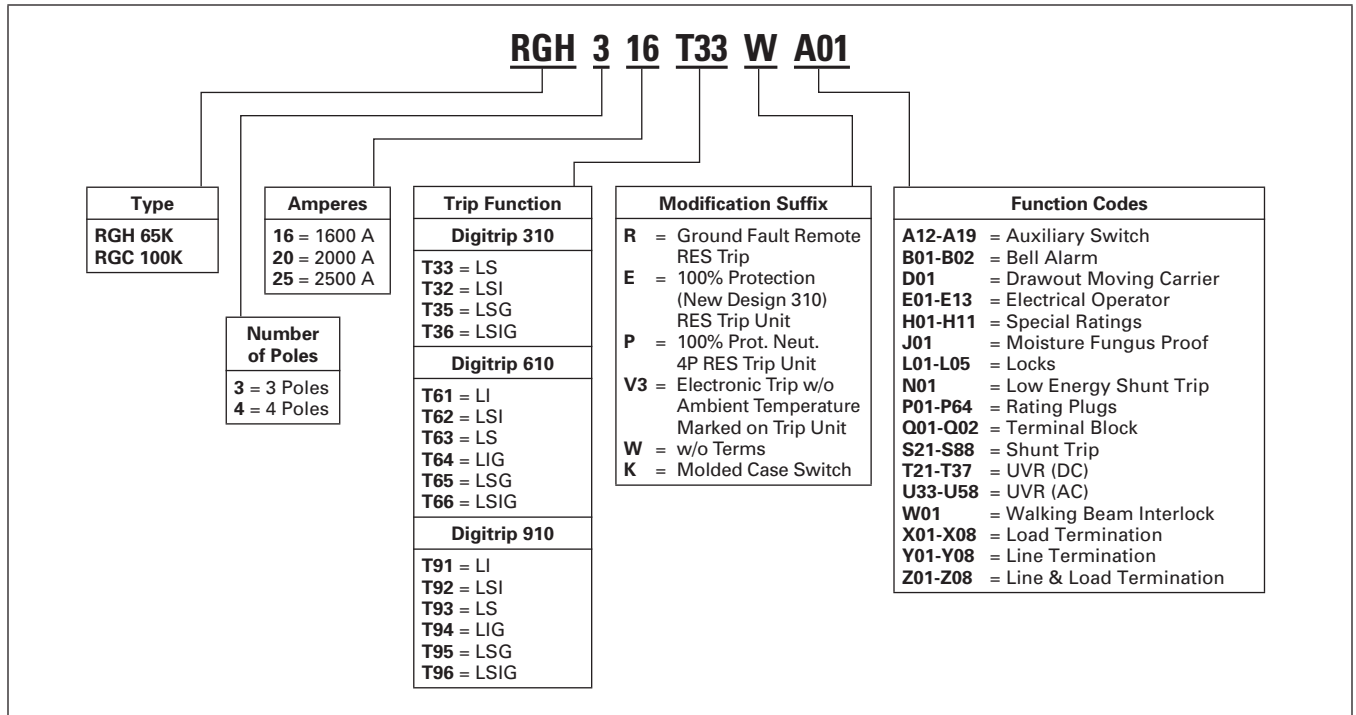 RGH 3 16 T33 W A01
Type
RGH 65K
RGC 100K
Number
of Poles
3 = 3 Poles
4 = 4 Poles
Amperes
16 = 1600 A
20 = 2000 A
25 = 2500 A
Trip Function
Digitrip 310
T33 = LS
T32 = LSI
T35 = LSG
T36 = LSIG
Digitrip 610
T61 = LI
T62 = LSI
T63 = LS
T64 = LIG
T65 = LSG
T66 = LSIG
Digitrip 910
T91 = LI
T92 = LSI
T93 = LS
T94 = LIG
T95 = LSG
T96 = LSIG
Modification Suffix
R = Ground Fault Remote
RES Trip
E = 100% Protection
(New Design 310)
RES Trip Unit
P = 100% Prot. Neut.
4P RES Trip Unit
V3 = Electronic Trip w/o
Ambient Temperature
Marked on Trip Unit
W = w/o Terms
K = Molded Case Switch
Function Codes
A12-A19 = Auxiliary Switch
B01-B02 = Bell Alarm
D01 = Drawout Moving Carrier
E01-E13 = Electrical Operator
H01-H11 = Special Ratings
J01 = Moisture Fungus Proof
L01-L05 = Locks
N01 = Low Energy Shunt Trip
P01-P64 = Rating Plugs
Q01-Q02 = Terminal Block
S21-S88 = Shunt Trip
T21-T37 = UVR (DC)
U33-U58 = UVR (AC)
W01 = Walking Beam Interlock
X01-X08 = Load Termination
Y01-Y08 = Line Termination
Z01-Z08 = Line & Load Termination